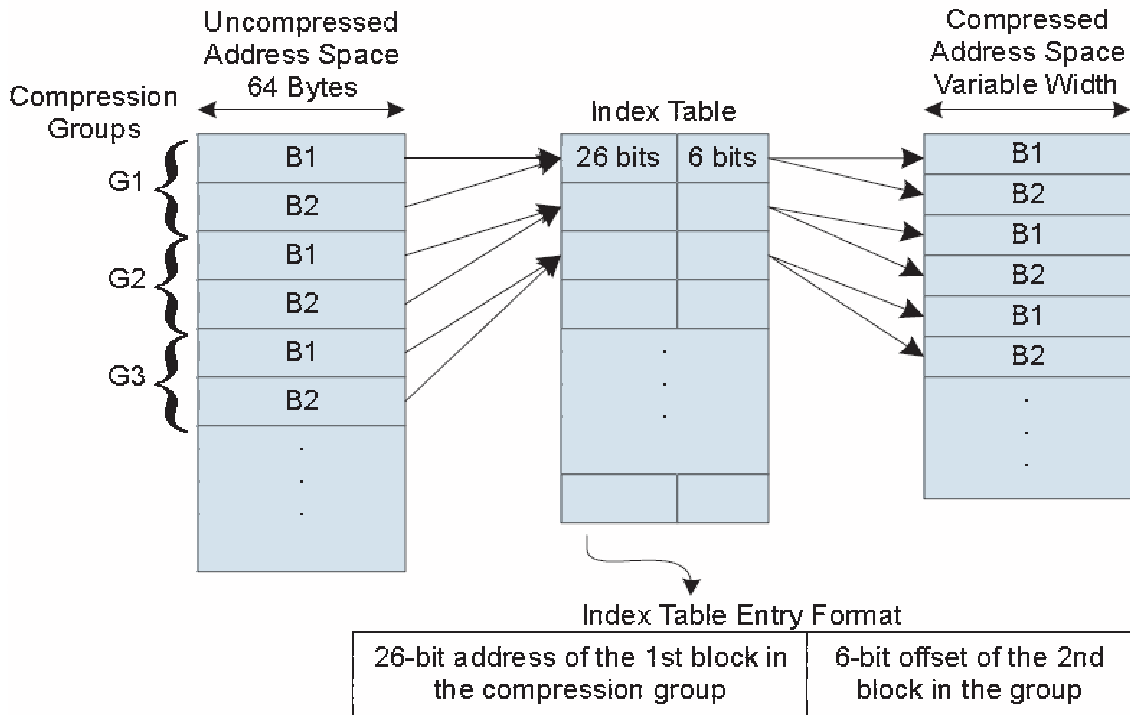 Uncompressed
Address Space
64 Bytes
Compressed
Address Space
Variable Width
Compression
Groups
Index Table
G1
B1
B2
26 bits
6 bits
B1
B2
G2
B1
B2
B1
B2
G3
B1
B2
B1
B2
Index Table Entry Format
26-bit address of the 1st block in
the compression group
6-bit offset of the 2nd
block in the group